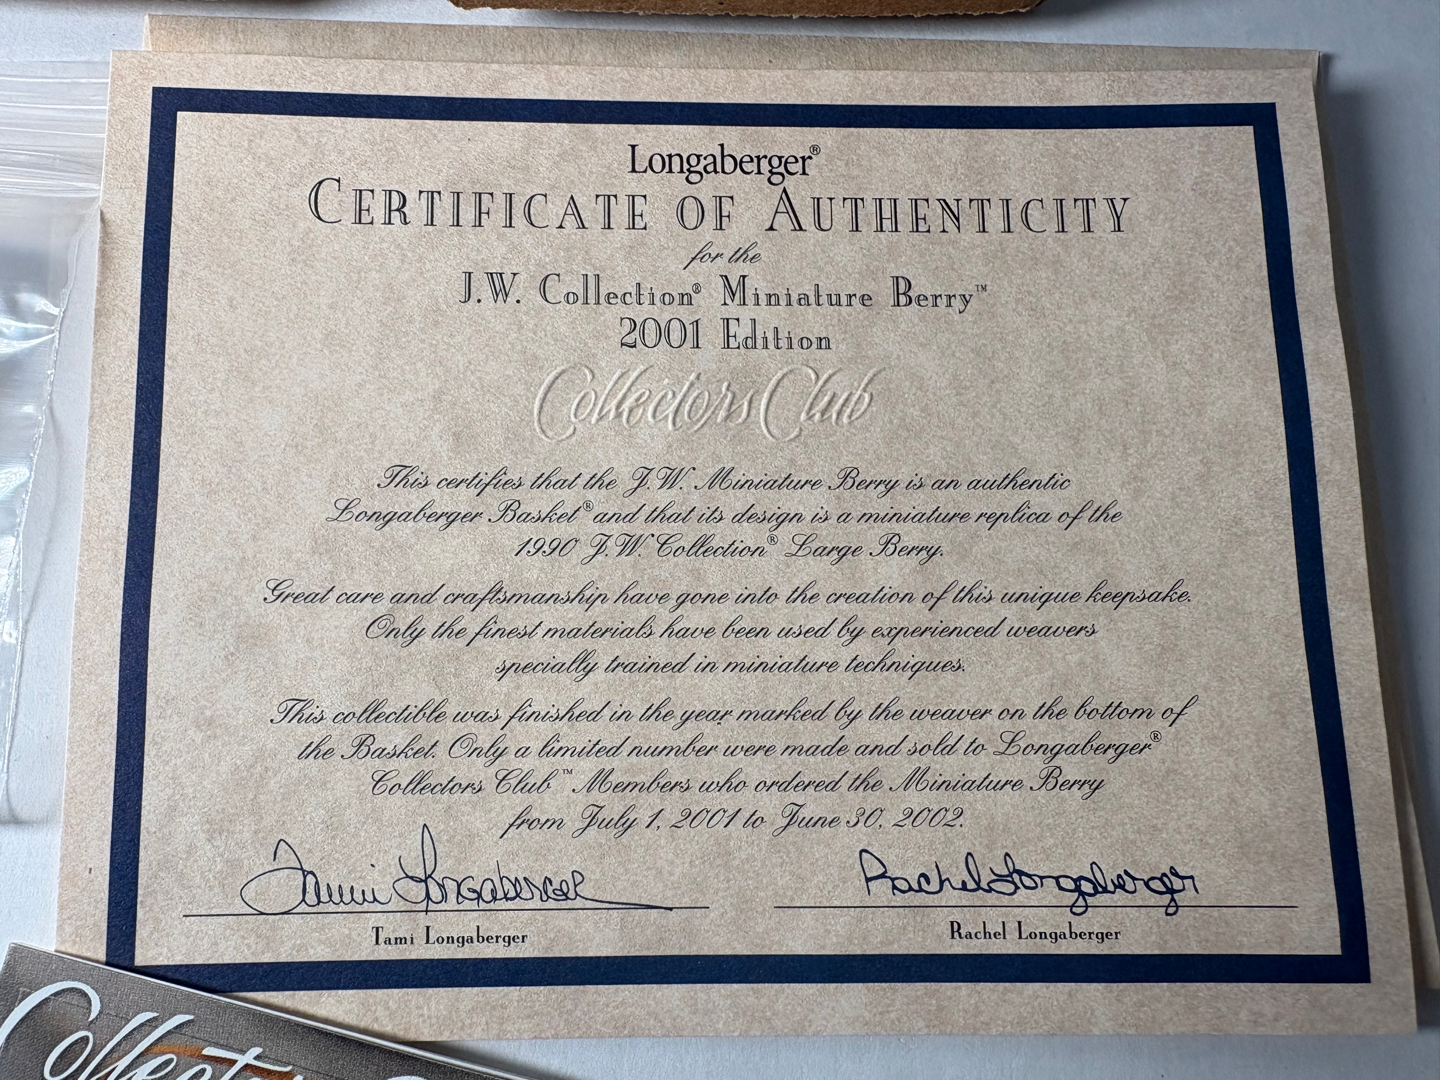 Longaberger®
CERTIFICATE OF AUTHENTICITY
for the
J.W. Collection® Miniature Berry™
2001 Edition
Collectors Club
This certifies that the J.W. Miniature Berry is an authentic
Longaberger Basket® and that its design is a miniature replica of the
1990 J.W. Collection® Large Berry.
Great care and craftsmanship have gone into the creation of this unique keepsake.
Only the finest materials have been used by experienced weavers
specially trained in miniature techniques.
This collectible was finished in the year marked by the weaver on the bottom of
the Basket. Only a limited number were made and sold to Longaberger®
Collectors Club™ Members who ordered the Miniature Berry
from July 1, 2001 to June 30, 2002.
Tami Longaberger Rachel Longaberger
Tami Longaberger Rachel Longaberger
Collectors